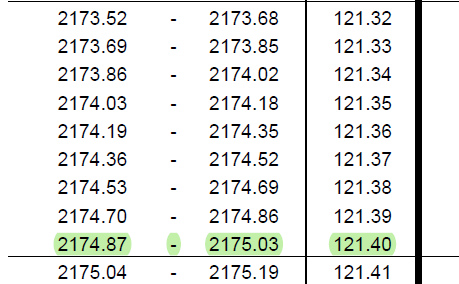 2173.52 - 2173.68 121.32
2173.69 - 2173.85 121.33
2173.86 - 2174.02 121.34
2174.03 - 2174.18 121.35
2174.19 - 2174.35 121.36
2174.36 - 2174.52 121.37
2174.53 - 2174.69 121.38
2174.70 - 2174.86 121.39
2174.87 - 2175.03 121.40
2175.04 - 2175.19 121.41